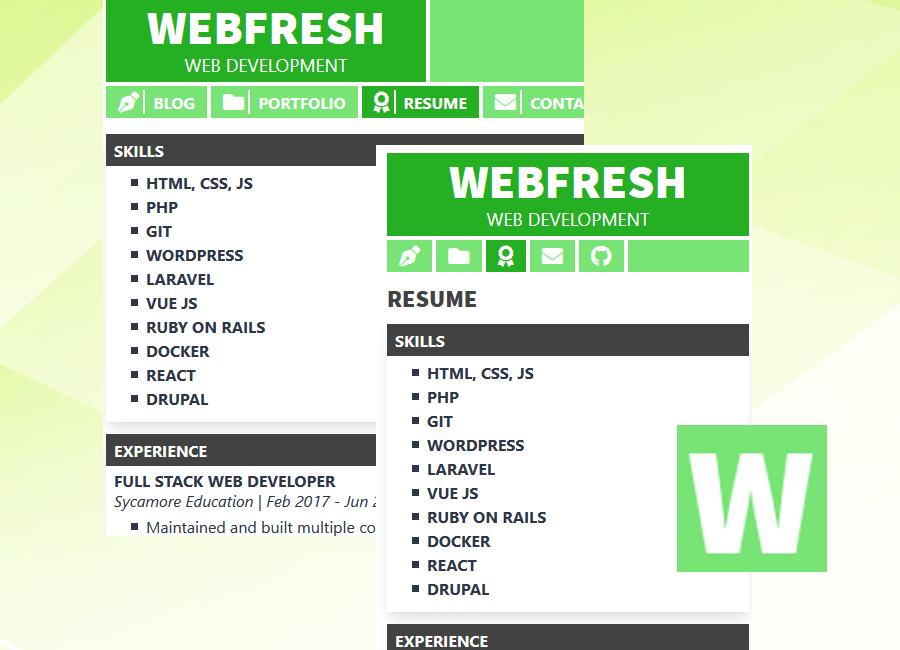 WEBFRESH
WEB DEVELOPMENT
BLOG
PORTFOLIO
RESUME
CONTA
SKILLS
HTML, CSS, JS
PHP
GIT
WORDPRESS
LARAVEL
VUE JS
RUBY ON RAILS
DOCKER
REACT
DRUPAL
EXPERIENCE
FULL STACK WEB DEVELOPER
Sycamore Education | Feb 2017 - Jun
Maintained and built multiple co
WEBFRESH
WEB DEVELOPMENT
RESUME
SKILLS
HTML, CSS, JS
PHP
GIT
WORDPRESS
LARAVEL
VUE JS
RUBY ON RAILS
DOCKER
REACT
DRUPAL
EXPERIENCE
W